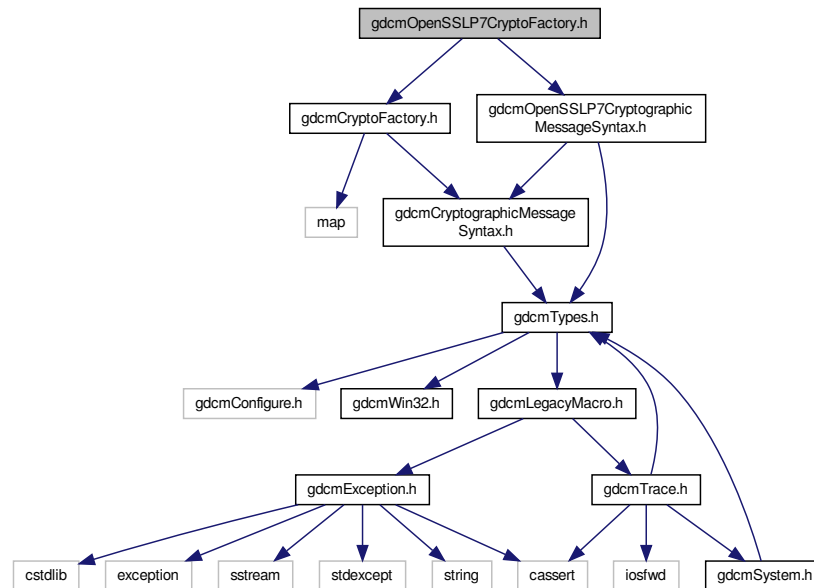 gdcmOpenSSLP7CryptoFactory.h
gdcmCryptoFactory.h
gdcmOpenSSLP7Cryptographic
MessageSyntax.h
map
gdcmCryptographicMessage
Syntax.h
gdcmTypes.h
gdcmConfigure.h
gdcmWin32.h
gdcmLegacyMacro.h
gdcmException.h
gdcmTrace.h
cstdlib
exception
sstream
stdexcept
string
cassert
iosfwd
gdcmSystem.h